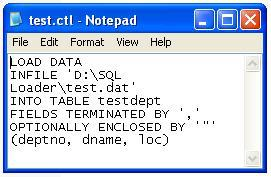 test.ctl - Notepad
File Edit Format View Help
LOAD DATA
INFILE 'D:\SQL
Loader\test.dat'
INTO TABLE testdept
FIELDS TERMINATED BY ','
OPTIONALLY ENCLOSED BY '"'
(deptno, dname, loc)